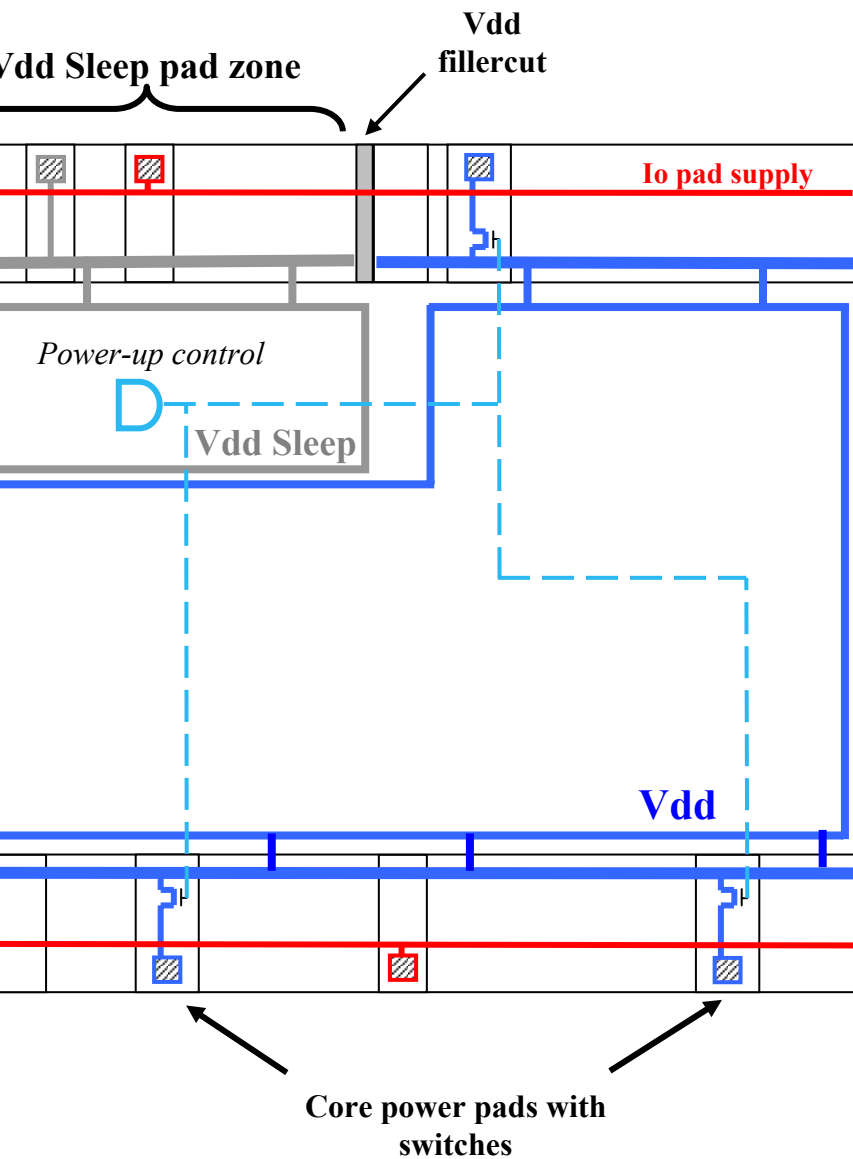 Vdd
fillercut
Vdd Sleep pad zone
Io pad supply
Power-up control
Vdd Sleep
Vdd
Core power pads with
switches